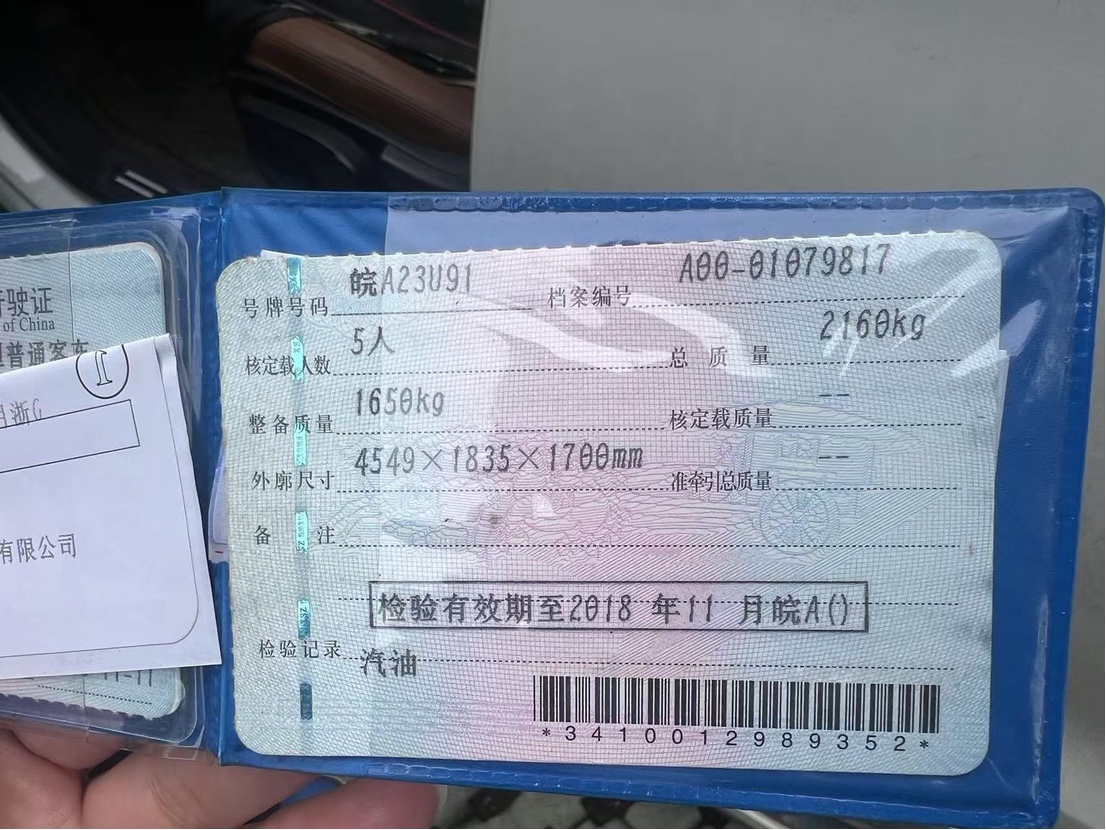 号牌号码 皖A23U91 档案编号 A00-01079817
核定载人数 5人 总质量 2160kg
整备质量 1650kg 核定载质量 --
外廓尺寸 4549×1835×1700mm 准牵引总质量 --
备注
检验有效期至2018 年11 月皖A()
检验记录 汽油
*3410012989352*
驶证
of China
普通客车
1
月浙G
有限公司